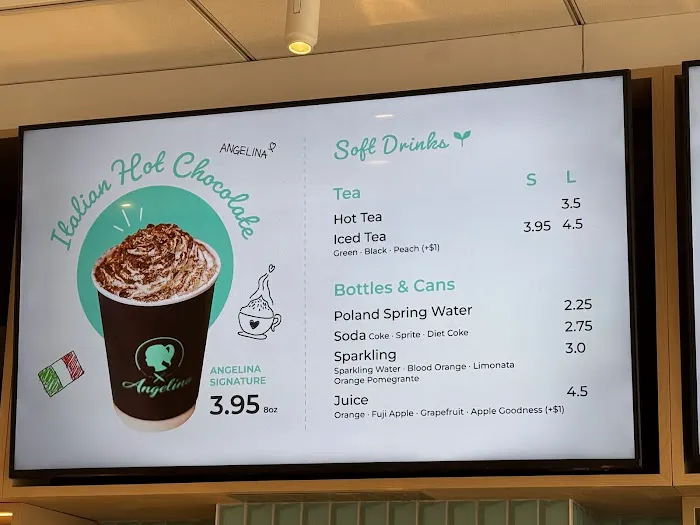 Italian Hot Chocolate
ANGELINA
Angelina
ANGELINA
SIGNATURE
3.95 8oz
Soft Drinks
Tea S L
Hot Tea 3.5
Iced Tea 3.95 4.5
Green · Black · Peach (+$1)
Bottles & Cans
Poland Spring Water 2.25
Soda Coke · Sprite · Diet Coke 2.75
Sparkling 3.0
Sparkling Water · Blood Orange · Limonata
Orange Pomegrante
Juice 4.5
Orange · Fuji Apple · Grapefruit · Apple Goodness (+$1)